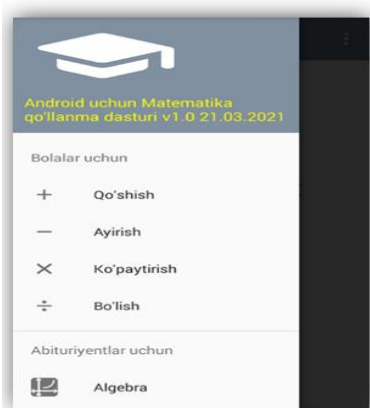 Android uchun Matematika
qo'llanma dasturi v1.0 21.03.2021
Bolalar uchun
+ Qo'shish
− Ayirish
× Ko'paytirish
÷ Bo'lish
Abituriyentlar uchun
Algebra